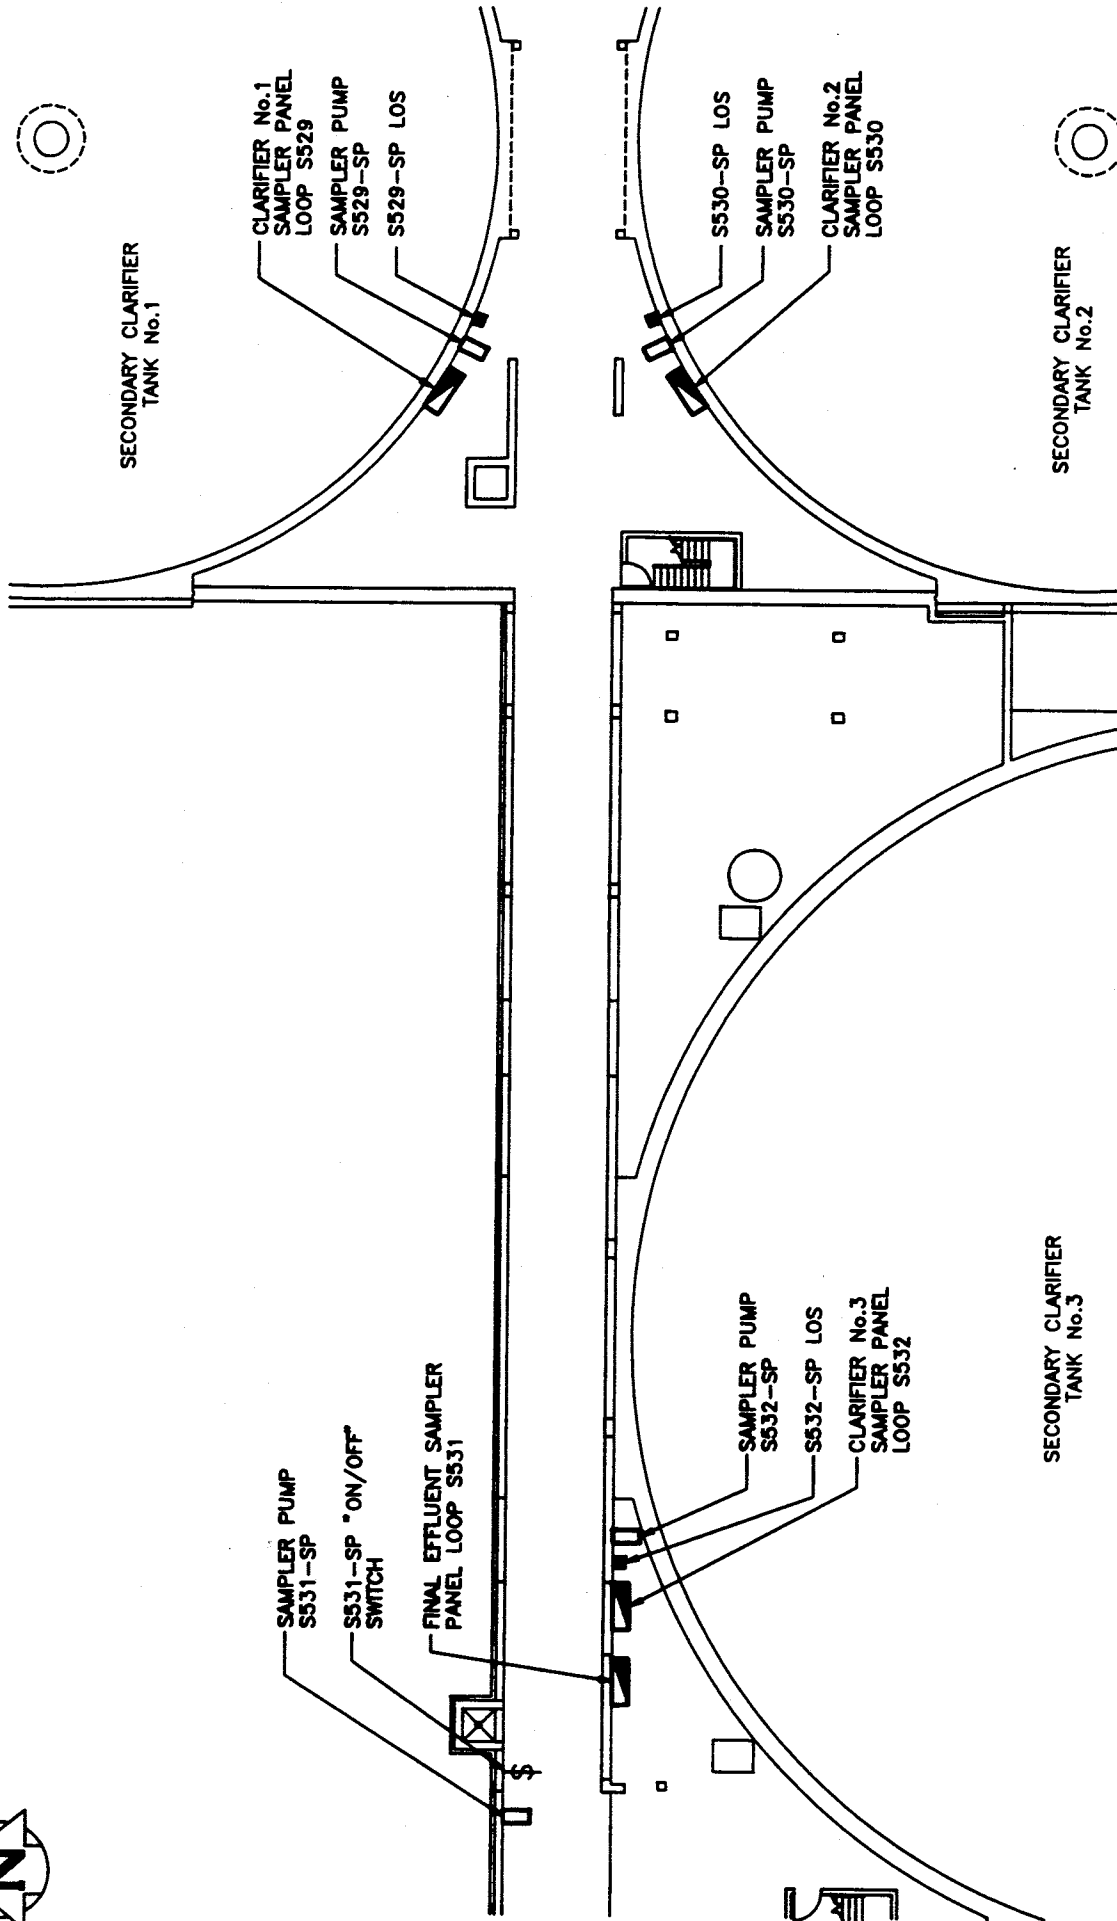 SECONDARY CLARIFIER
TANK No.1
CLARIFIER No.1
SAMPLER PANEL
LOOP S529
SAMPLER PUMP
S529-SP
S529-SP LOS
S530-SP LOS
SAMPLER PUMP
S530-SP
CLARIFIER No.2
SAMPLER PANEL
LOOP S530
SECONDARY CLARIFIER
TANK No.2
SAMPLER PUMP
S531-SP
S531-SP "ON/OFF"
SWITCH
FINAL EFFLUENT SAMPLER
PANEL LOOP S531
$
SAMPLER PUMP
S532-SP
S532-SP LOS
CLARIFIER No.3
SAMPLER PANEL
LOOP S532
SECONDARY CLARIFIER
TANK No.3
N